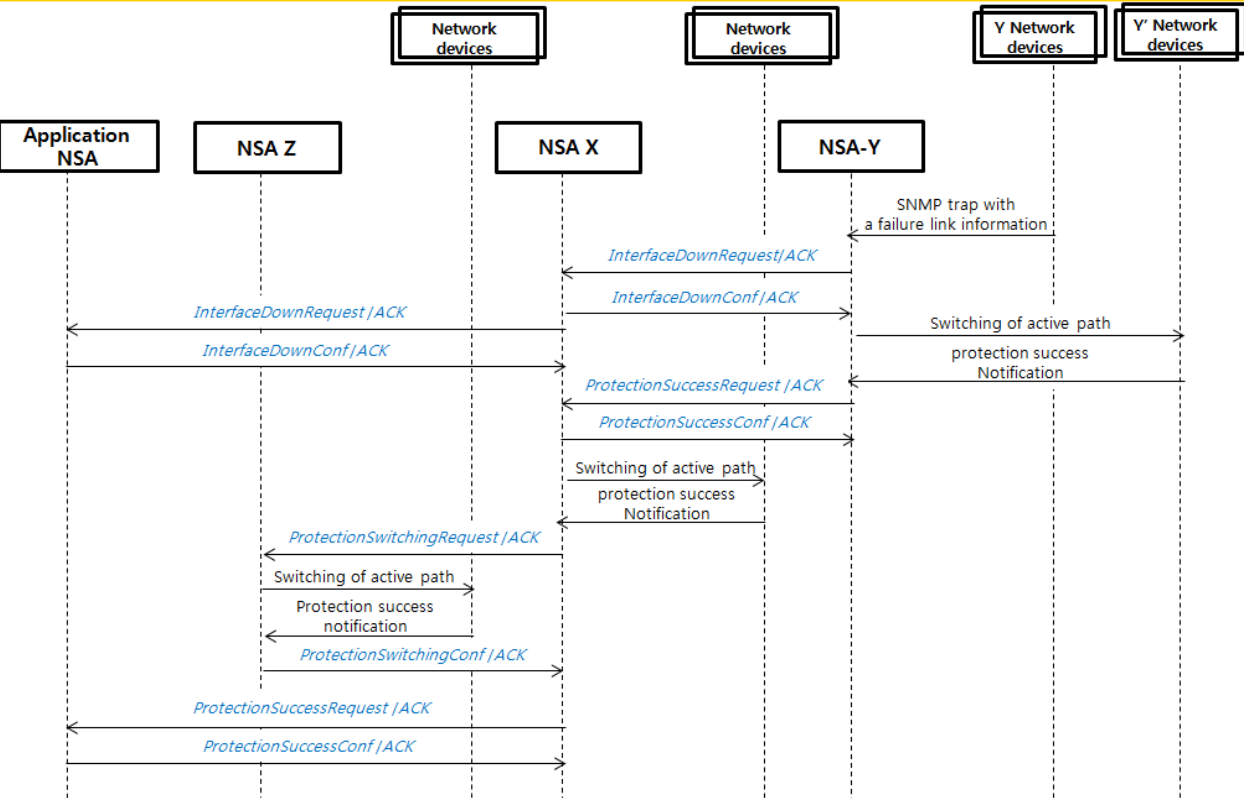 Network
devices
Network
devices
Y Network
devices
Y’ Network
devices
Application
NSA
NSA Z
NSA X
NSA-Y
SNMP trap with
a failure link information
InterfaceDownRequest/ACK
InterfaceDownConf/ACK
InterfaceDownRequest/ACK
Switching of active path
InterfaceDownConf/ACK
protection success
Notification
ProtectionSuccessRequest /ACK
ProtectionSuccessConf /ACK
Switching of active path
protection success
Notification
ProtectionSwitchingRequest /ACK
Switching of active path
Protection success
notification
ProtectionSwitchingConf /ACK
ProtectionSuccessRequest /ACK
ProtectionSuccessConf /ACK